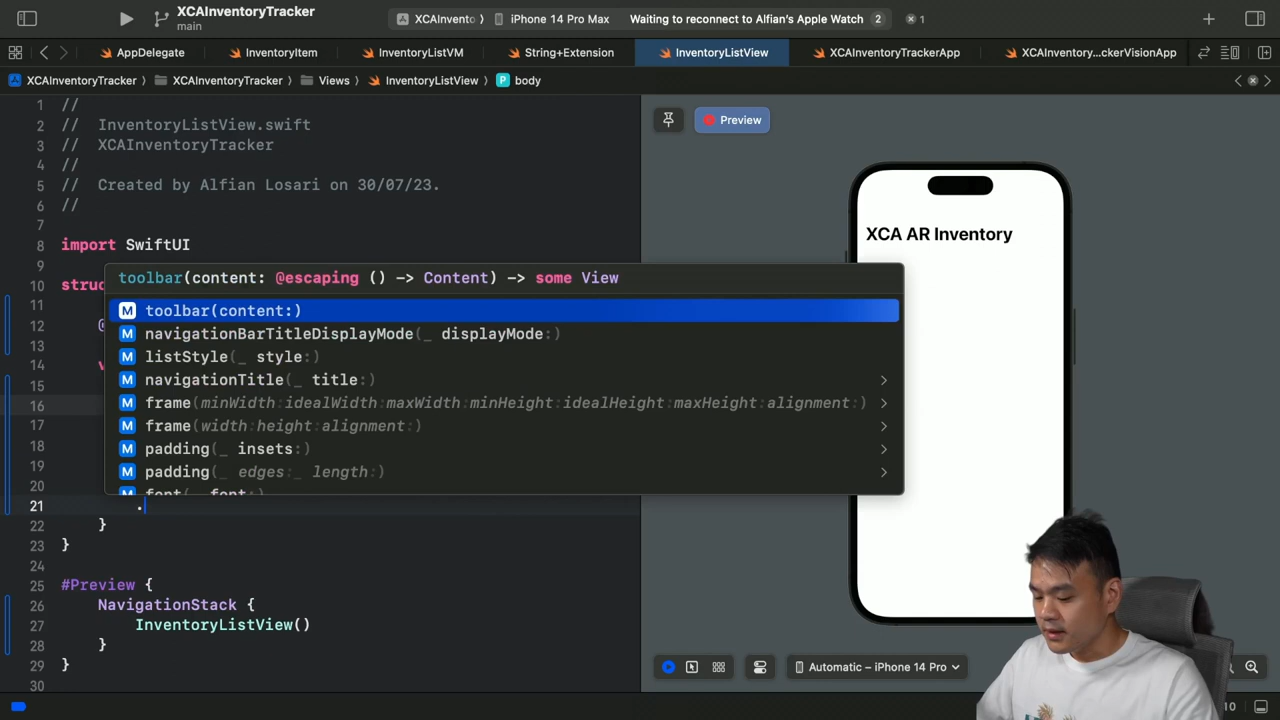 XCAInventoryTracker
main
XCAInvento
iPhone 14 Pro Max
Waiting to reconnect to Alfian's Apple Watch
2
1
AppDelegate
InventoryItem
InventoryListVM
String+Extension
InventoryListView
XCAInventoryTrackerApp
XCAInventory...ckerVisionApp
XCAInventoryTracker
XCAInventoryTracker
Views
InventoryListView
P body
1 //
2 // InventoryListView.swift
3 // XCAInventoryTracker
4 //
5 // Created by Alfian Losari on 30/07/23.
6 //
7
8 import SwiftUI
9
10 struc
11
12 @
13
14 v
15
16
17
18
19
20
21 .
22 }
23 }
24
25 #Preview {
26 NavigationStack {
27 InventoryListView()
28 }
29 }
30
toolbar(content: @escaping () -> Content) -> some View
M toolbar(content:)
M navigationBarTitleDisplayMode(_ displayMode:)
M listStyle(_ style:)
M navigationTitle(_ title:)
M frame(minWidth:idealWidth:maxWidth:minHeight:idealHeight:maxHeight:alignment:)
M frame(width:height:alignment:)
M padding(_ insets:)
M padding(_ edges:_ length:)
M font(_ font:)
Preview
XCA AR Inventory
Automatic – iPhone 14 Pro
10